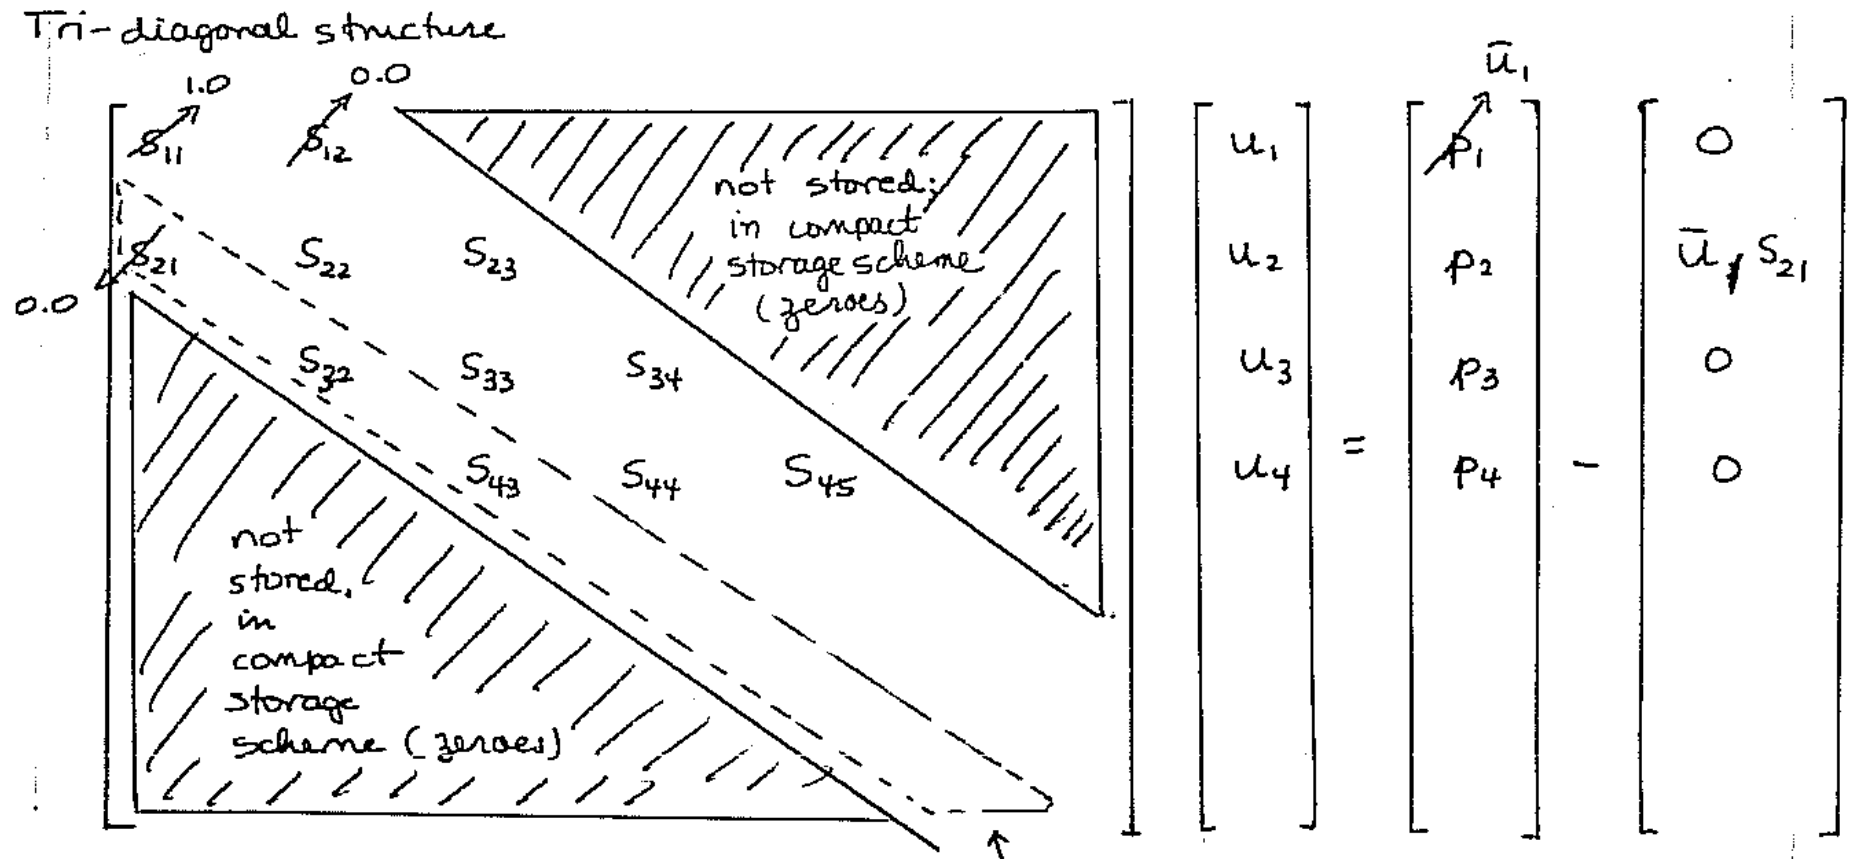 Tri-diagonal structure
1.0 0.0 ū₁
S₁₁ S₁₂ u₁ p₁ 0
not stored;
in compact
storage scheme
(zeroes)
S₂₁ S₂₂ S₂₃ u₂ p₂ ū₁ S₂₁
0.0
S₃₂ S₃₃ S₃₄ u₃ p₃ 0
S₄₃ S₄₄ S₄₅ u₄ = p₄ - 0
not
stored,
in
compact
storage
scheme (zeroes)